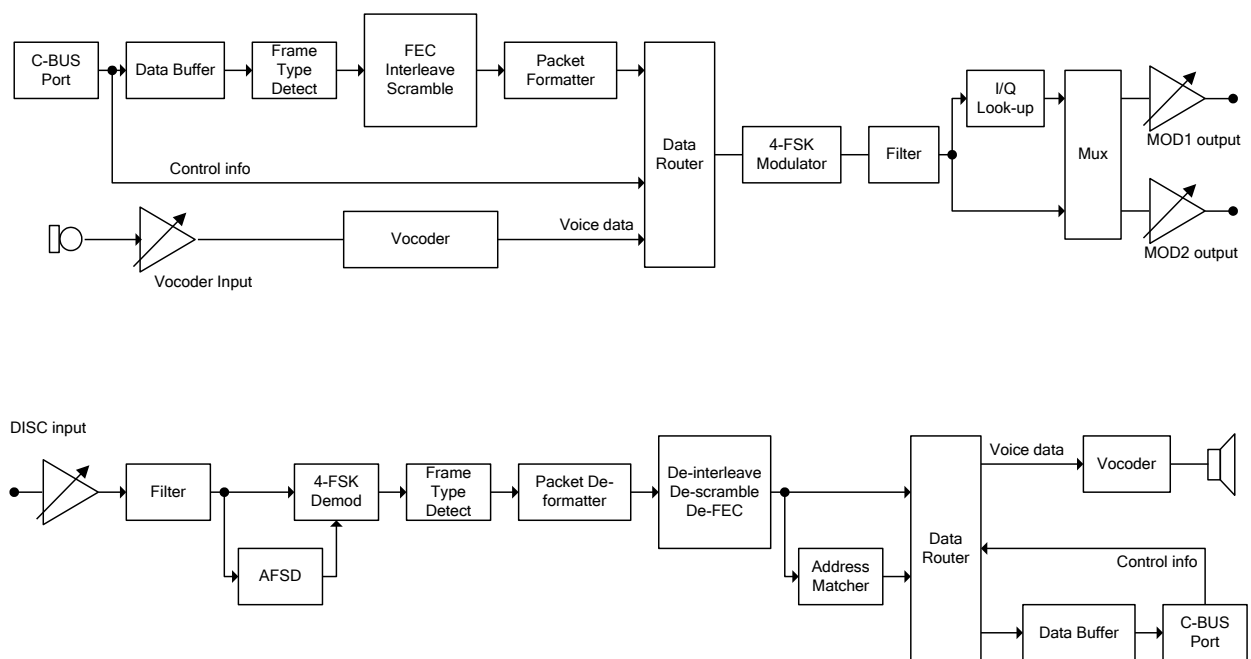 C-BUS
Port
Data Buffer
Frame
Type
Detect
FEC
Interleave
Scramble
Packet
Formatter
Control info
Vocoder Input
Vocoder
Voice data
Data
Router
4-FSK
Modulator
Filter
I/Q
Look-up
Mux
MOD1 output
MOD2 output
DISC input
Filter
AFSD
4-FSK
Demod
Frame
Type
Detect
Packet De-
formatter
De-interleave
De-scramble
De-FEC
Address
Matcher
Data
Router
Voice data
Vocoder
Control info
Data Buffer
C-BUS
Port